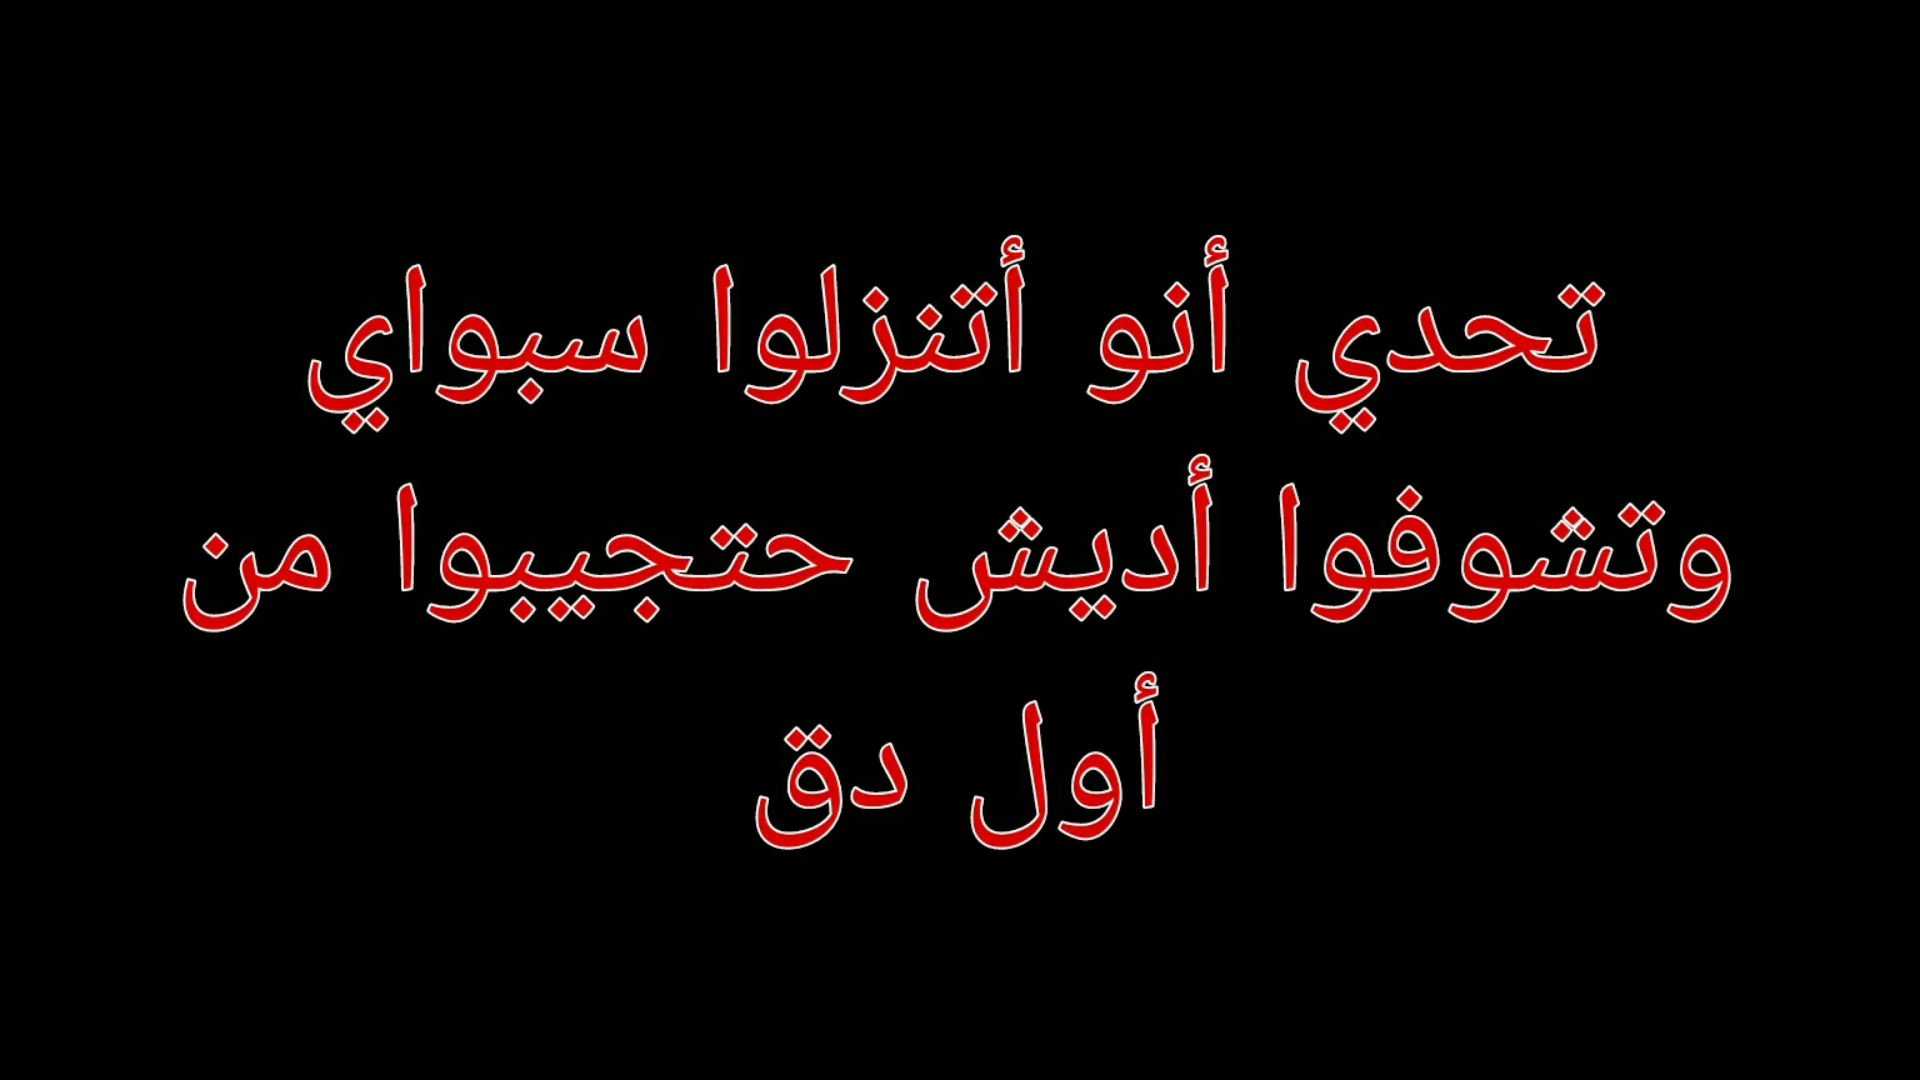 تحدي أنو أتنزلوا سبواي
وتشوفوا أديش حتجيبوا من
أول دق